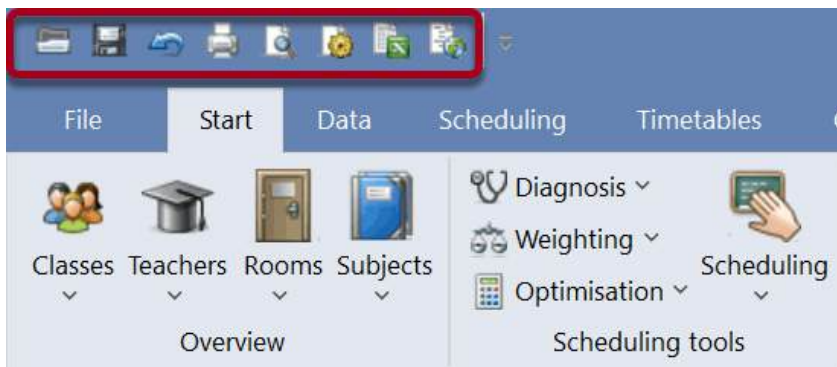 File Start Data Scheduling Timetables
Diagnosis
Weighting
Classes Teachers Rooms Subjects
Scheduling
Optimisation
Overview Scheduling tools